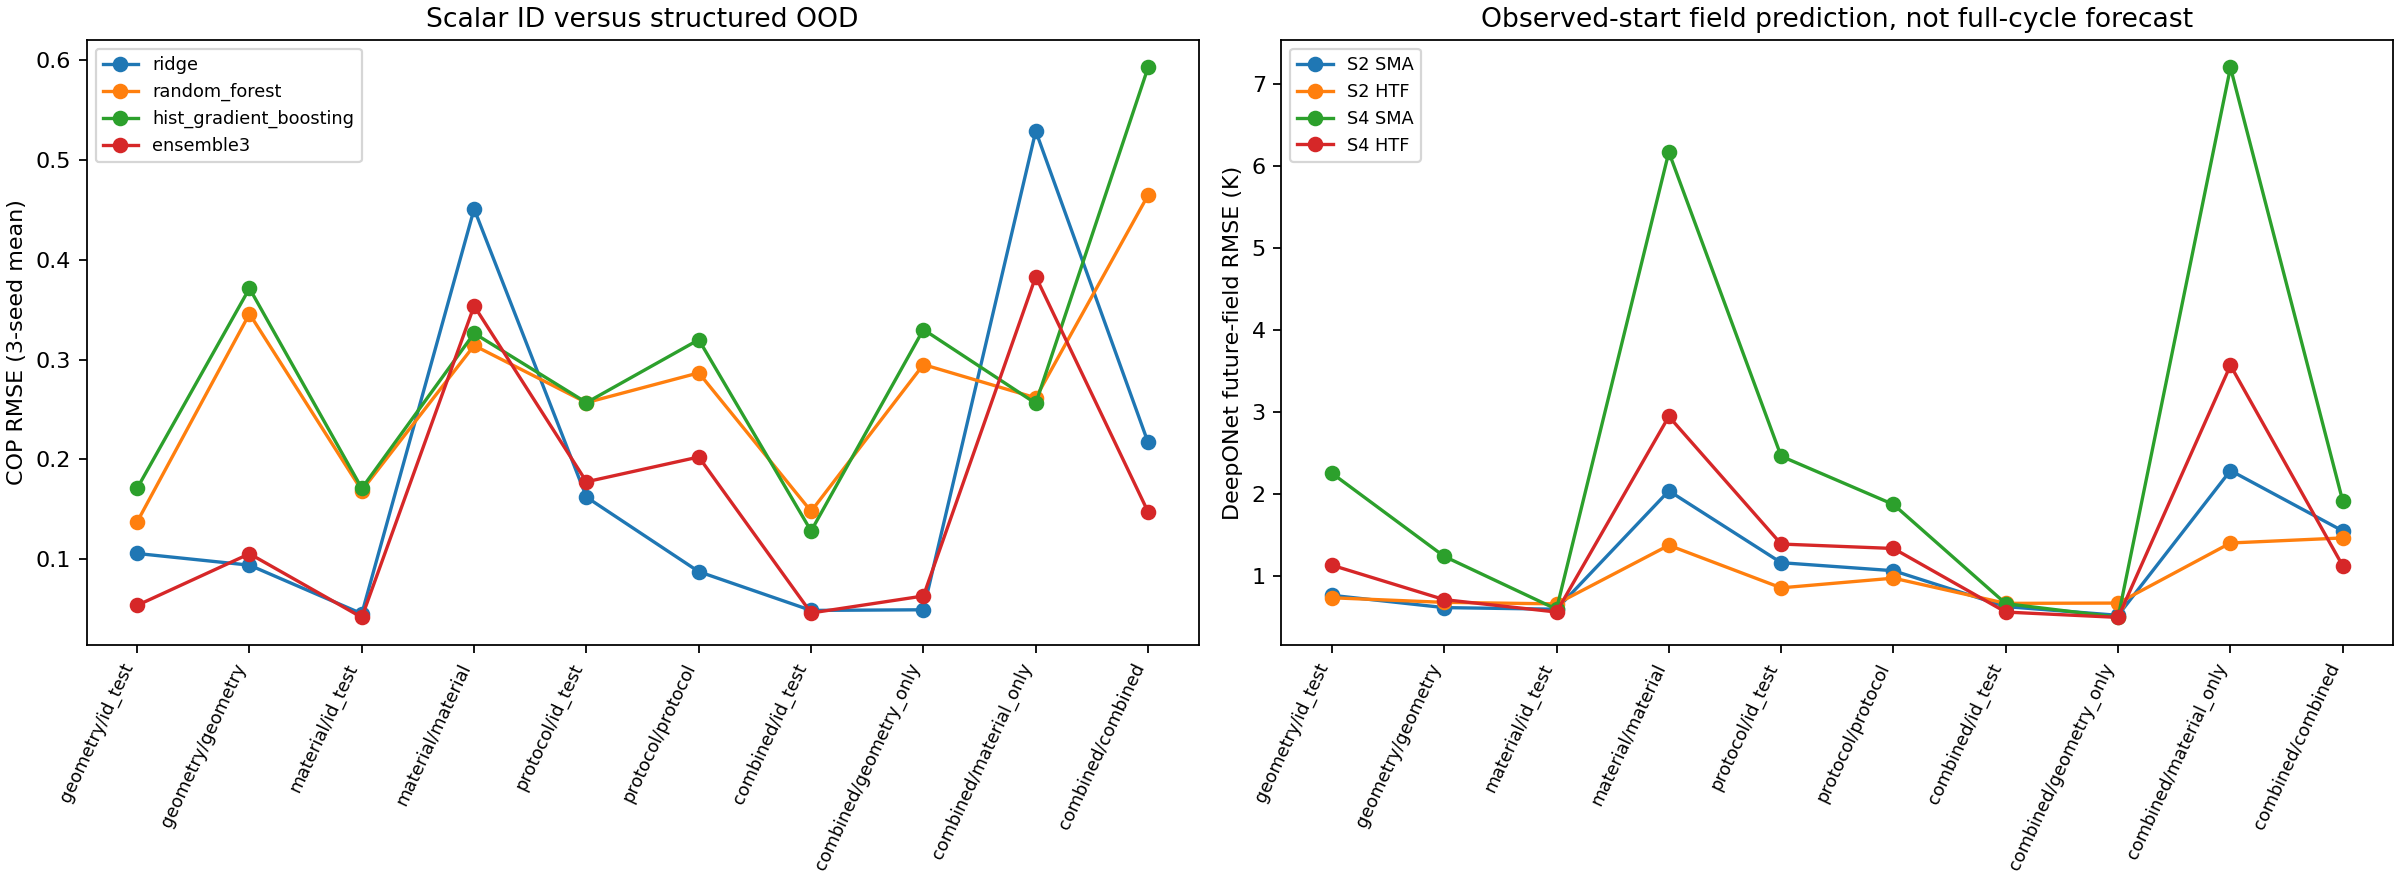 Scalar ID versus structured OOD
COP RMSE (3-seed mean)
0.6
0.5
0.4
0.3
0.2
0.1
ridge
random_forest
hist_gradient_boosting
ensemble3
geometry/id_test
geometry/geometry
material/id_test
material/material
protocol/id_test
protocol/protocol
combined/id_test
combined/geometry_only
combined/material_only
combined/combined
Observed-start field prediction, not full-cycle forecast
DeepONet future-field RMSE (K)
7
6
5
4
3
2
1
S2 SMA
S2 HTF
S4 SMA
S4 HTF
geometry/id_test
geometry/geometry
material/id_test
material/material
protocol/id_test
protocol/protocol
combined/id_test
combined/geometry_only
combined/material_only
combined/combined